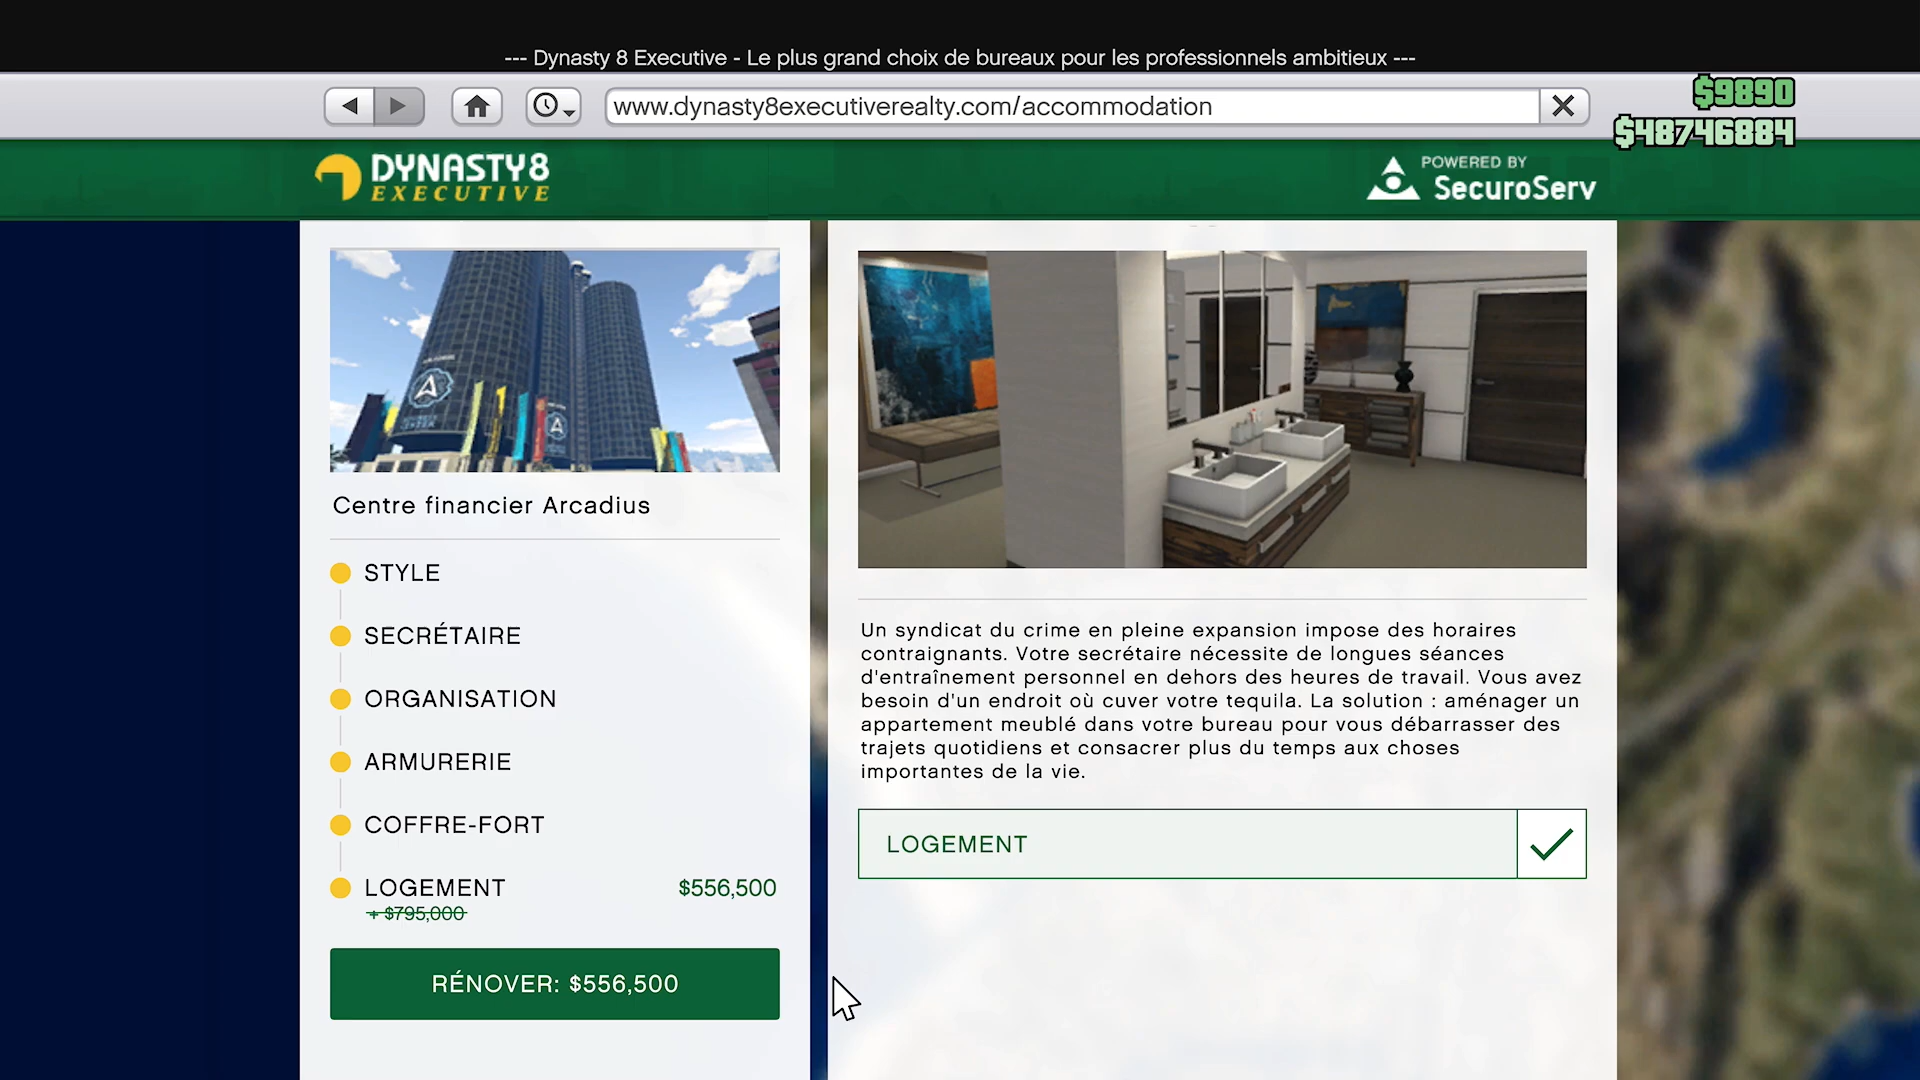 --- Dynasty 8 Executive - Le plus grand choix de bureaux pour les professionnels ambitieux ---
www.dynasty8executiverealty.com/accommodation
$9890
$48746884
DYNASTY8
EXECUTIVE
POWERED BY
SecuroServ
Centre financier Arcadius
STYLE
SECRÉTAIRE
ORGANISATION
ARMURERIE
COFFRE-FORT
LOGEMENT $556,500
+ $795,000
RÉNOVER: $556,500
Un syndicat du crime en pleine expansion impose des horaires
contraignants. Votre secrétaire nécessite de longues séances
d'entraînement personnel en dehors des heures de travail. Vous avez
besoin d'un endroit où cuver votre tequila. La solution : aménager un
appartement meublé dans votre bureau pour vous débarrasser des
trajets quotidiens et consacrer plus du temps aux choses
importantes de la vie.
LOGEMENT